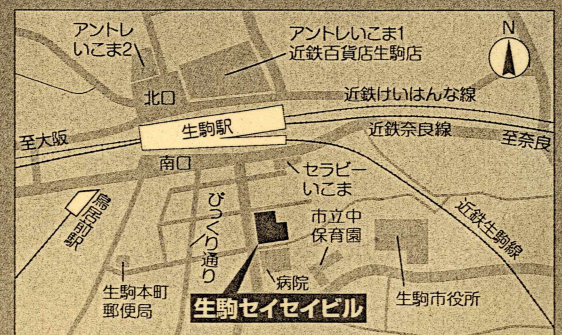 アントレ
いこま2
アントレいこま1
近鉄百貨店生駒店
N
北口
近鉄けいはんな線
生駒駅
至大阪
近鉄奈良線
至奈良
南口
セラビー
いこま
鳥居前駅
ぴっくり通り
市立中
保育園
近鉄生駒線
病院
生駒本町
郵便局
生駒市役所
生駒セイセイビル